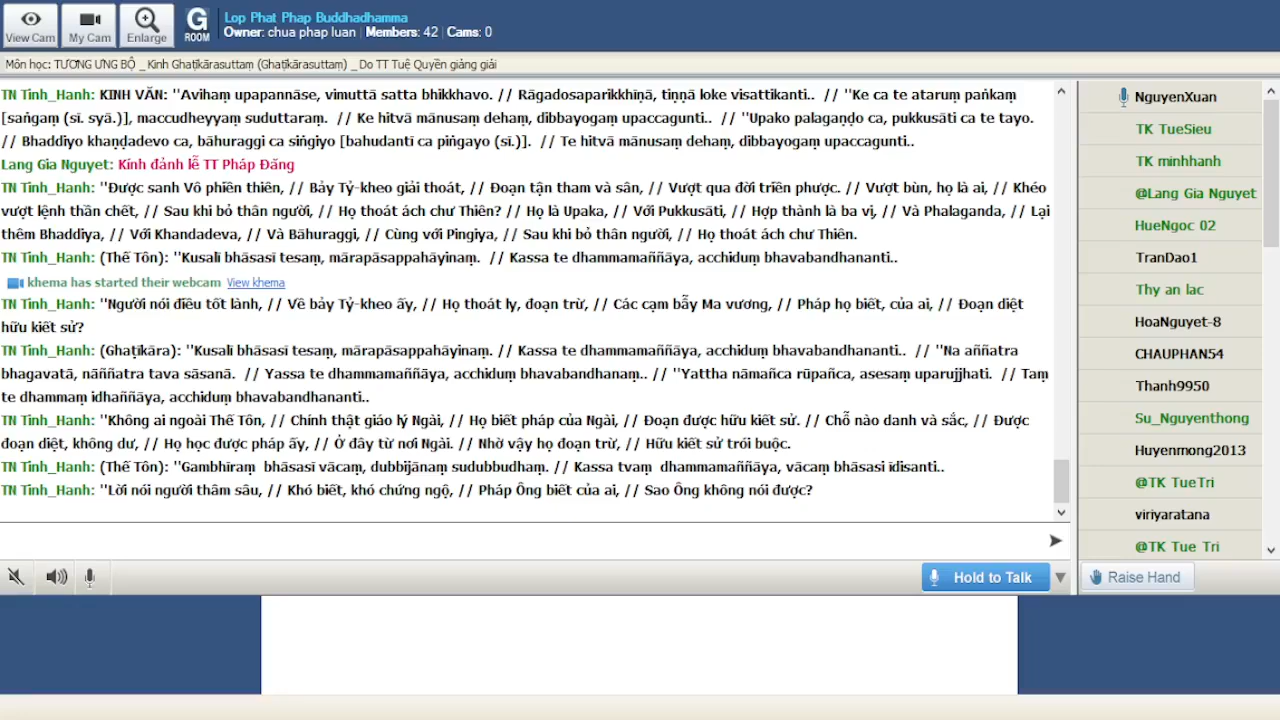 View Cam
My Cam
Enlarge
G
ROOM
Lop Phat Phap Buddhadhamma
Owner: chua phap luan | Members: 42 | Cams: 0
Môn học: TƯƠNG ƯNG BỘ _ Kinh Ghaṭīkārasuttaṃ (Ghaṭīkārasuttaṃ) _ Do TT Tuệ Quyền giảng giải
TN Tinh_Hanh: KINH VĂN: ''Avihaṃ upapannāse, vimuttā satta bhikkhavo. // Rāgadosaparikkhīṇā, tiṇṇā loke visattikanti.. // ''Ke ca te ataruṃ paṅkaṃ
[saṅgaṃ (sī. syā.)], maccudheyyaṃ suduttaraṃ. // Ke hitvā mānusaṃ dehaṃ, dibbayogaṃ upaccagunti.. // ''Upako palagaṇḍo ca, pukkusāti ca te tayo.
// Bhaddiyo khaṇḍadevo ca, bāhuraggi ca siṅgiyo [bahudantī ca piṅgayo (sī.)]. // Te hitvā mānusaṃ dehaṃ, dibbayogaṃ upaccagunti..
Lang Gia Nguyet: Kính đảnh lễ TT Pháp Đăng
TN Tinh_Hanh: ''Được sanh Vô phiền thiên, // Bảy Tỷ-kheo giải thoát, // Đoạn tận tham và sân, // Vượt qua đời triền phược. // Vượt bùn, họ là ai, // Khéo
vượt lệnh thần chết, // Sau khi bỏ thân người, // Họ thoát ách chư Thiên? // Họ là Upaka, // Với Pukkusāti, // Hợp thành là ba vị, // Và Phalaganda, // Lại
thêm Bhaddiya, // Với Khandadeva, // Và Bāhuraggi, // Cùng với Pingiya, // Sau khi bỏ thân người, // Họ thoát ách chư Thiên.
TN Tinh_Hanh: (Thế Tôn): ''Kusalī bhāsasi tesaṃ, mārapāsappahāyinaṃ. // Kassa te dhammamaññāya, acchiduṃ bhavabandhananti..
khema has started their webcam View khema
TN Tinh_Hanh: ''Người nói điều tốt lành, // Về bảy Tỷ-kheo ấy, // Họ thoát ly, đoạn trừ, // Các cạm bẫy Ma vương, // Pháp họ biết, của ai, // Đoạn diệt
hữu kiết sử?
TN Tinh_Hanh: (Ghaṭīkāra): ''Kusalī bhāsasī tesaṃ, mārapāsappahāyinaṃ. // Kassa te dhammamaññāya, acchiduṃ bhavabandhananti.. // ''Na aññatra
bhagavatā, nāññatra tava sāsanā. // Yassa te dhammamaññāya, acchiduṃ bhavabandhanaṃ.. // ''Yattha nāmañca rūpañca, asesaṃ uparujjhati. // Taṃ
te dhammaṃ idhaññāya, acchiduṃ bhavabandhananti..
TN Tinh_Hanh: ''Không ai ngoài Thế Tôn, // Chính thật giáo lý Ngài, // Họ biết pháp của Ngài, // Đoạn được hữu kiết sử. // Chỗ nào danh và sắc, // Được
đoạn diệt, không dư, // Họ học được pháp ấy, // Ở đây từ nơi Ngài. // Nhờ vậy họ đoạn trừ, // Hữu kiết sử trói buộc.
TN Tinh_Hanh: (Thế Tôn): ''Gambhīraṃ bhāsasī vācaṃ, dubbijānaṃ sudubbudhaṃ. // Kassa tvaṃ dhammamaññāya, vācaṃ bhāsasi īdisanti..
TN Tinh_Hanh: ''Lời nói người thâm sâu, // Khó biết, khó chứng ngộ, // Pháp Ông biết của ai, // Sao Ông không nói được?
Hold to Talk
NguyenXuan
TK TueSieu
TK minhhanh
@Lang Gia Nguyet
HueNgoc 02
TranDao1
Thy an lac
HoaNguyet-8
CHAUPHAN54
Thanh9950
Su_Nguyenthong
Huyenmong2013
@TK TueTri
viriyaratana
@TK Tue Tri
Raise Hand